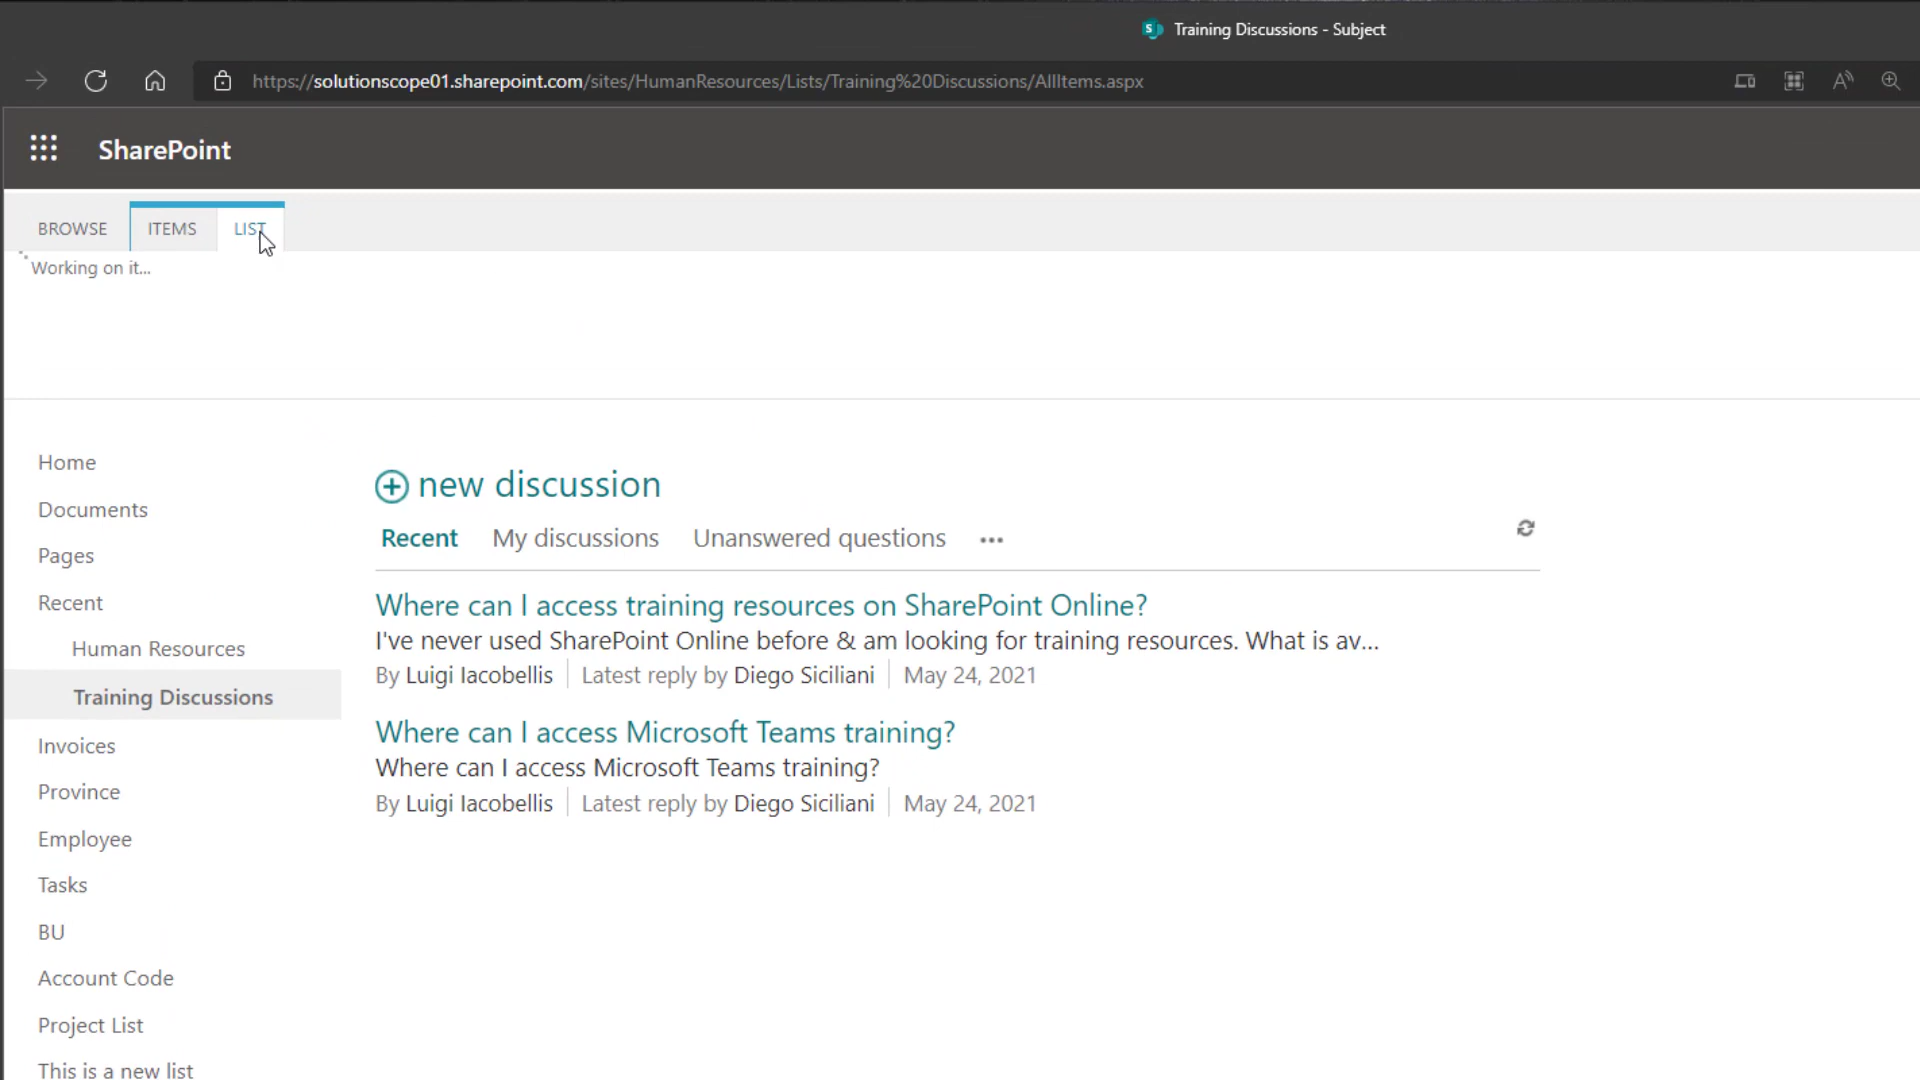 Training Discussions - Subject
https://solutionscope01.sharepoint.com/sites/HumanResources/Lists/Training%20Discussions/AllItems.aspx
SharePoint
BROWSE ITEMS LIST
Working on it...
Home
Documents
Pages
Recent
Human Resources
Training Discussions
Invoices
Province
Employee
Tasks
BU
Account Code
Project List
This is a new list
new discussion
Recent My discussions Unanswered questions ...
Where can I access training resources on SharePoint Online?
I've never used SharePoint Online before & am looking for training resources. What is av...
By Luigi Iacobellis | Latest reply by Diego Siciliani | May 24, 2021
Where can I access Microsoft Teams training?
Where can I access Microsoft Teams training?
By Luigi Iacobellis | Latest reply by Diego Siciliani | May 24, 2021